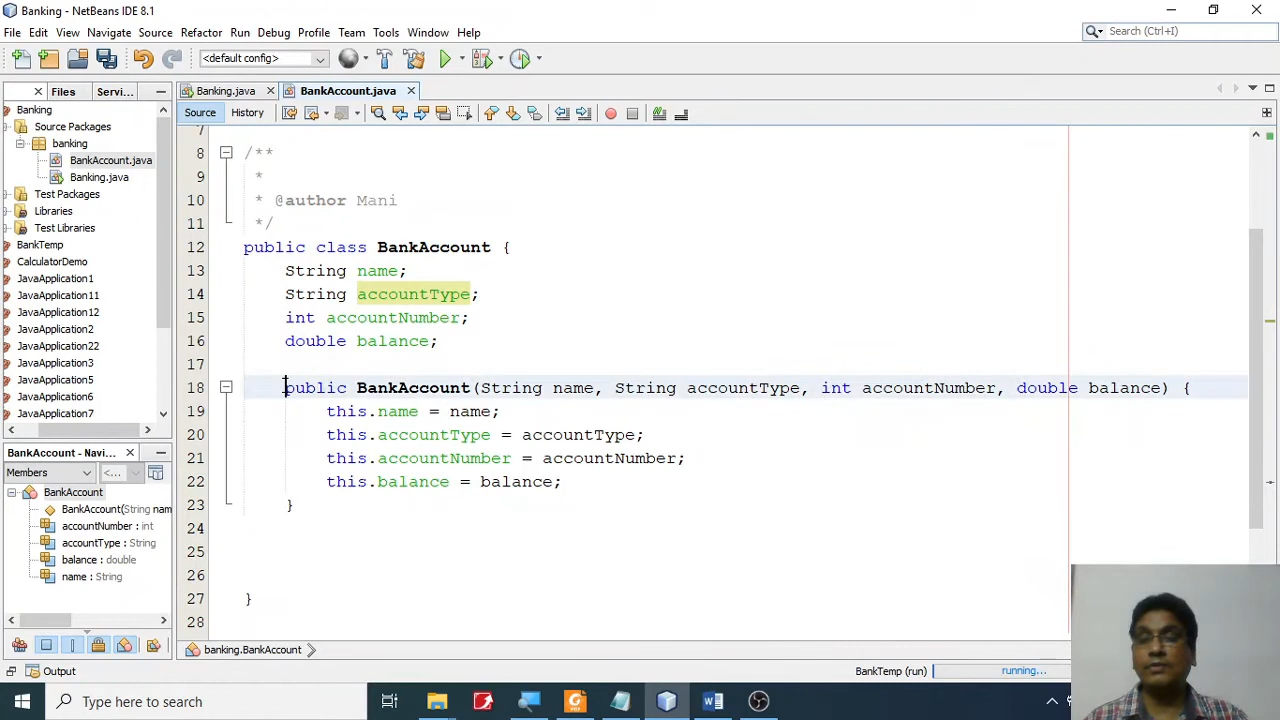 Banking - NetBeans IDE 8.1
File Edit View Navigate Source Refactor Run Debug Profile Team Tools Window Help
Search (Ctrl+I)
<default config>
Files Servi...
Banking.java
BankAccount.java
Source History
Banking
Source Packages
banking
BankAccount.java
Banking.java
Test Packages
Libraries
Test Libraries
BankTemp
CalculatorDemo
JavaApplication1
JavaApplication11
JavaApplication12
JavaApplication2
JavaApplication22
JavaApplication3
JavaApplication5
JavaApplication6
JavaApplication7
7
8 /**
9 *
10 * @author Mani
11 */
12 public class BankAccount {
13 String name;
14 String accountType;
15 int accountNumber;
16 double balance;
17
18 public BankAccount(String name, String accountType, int accountNumber, double balance) {
19 this.name = name;
20 this.accountType = accountType;
21 this.accountNumber = accountNumber;
22 this.balance = balance;
23 }
24
25
26
27 }
28
BankAccount - Navi...
Members <...
BankAccount
BankAccount(String nam
accountNumber : int
accountType : String
balance : double
name : String
banking.BankAccount
Output
BankTemp (run) running...
Type here to search